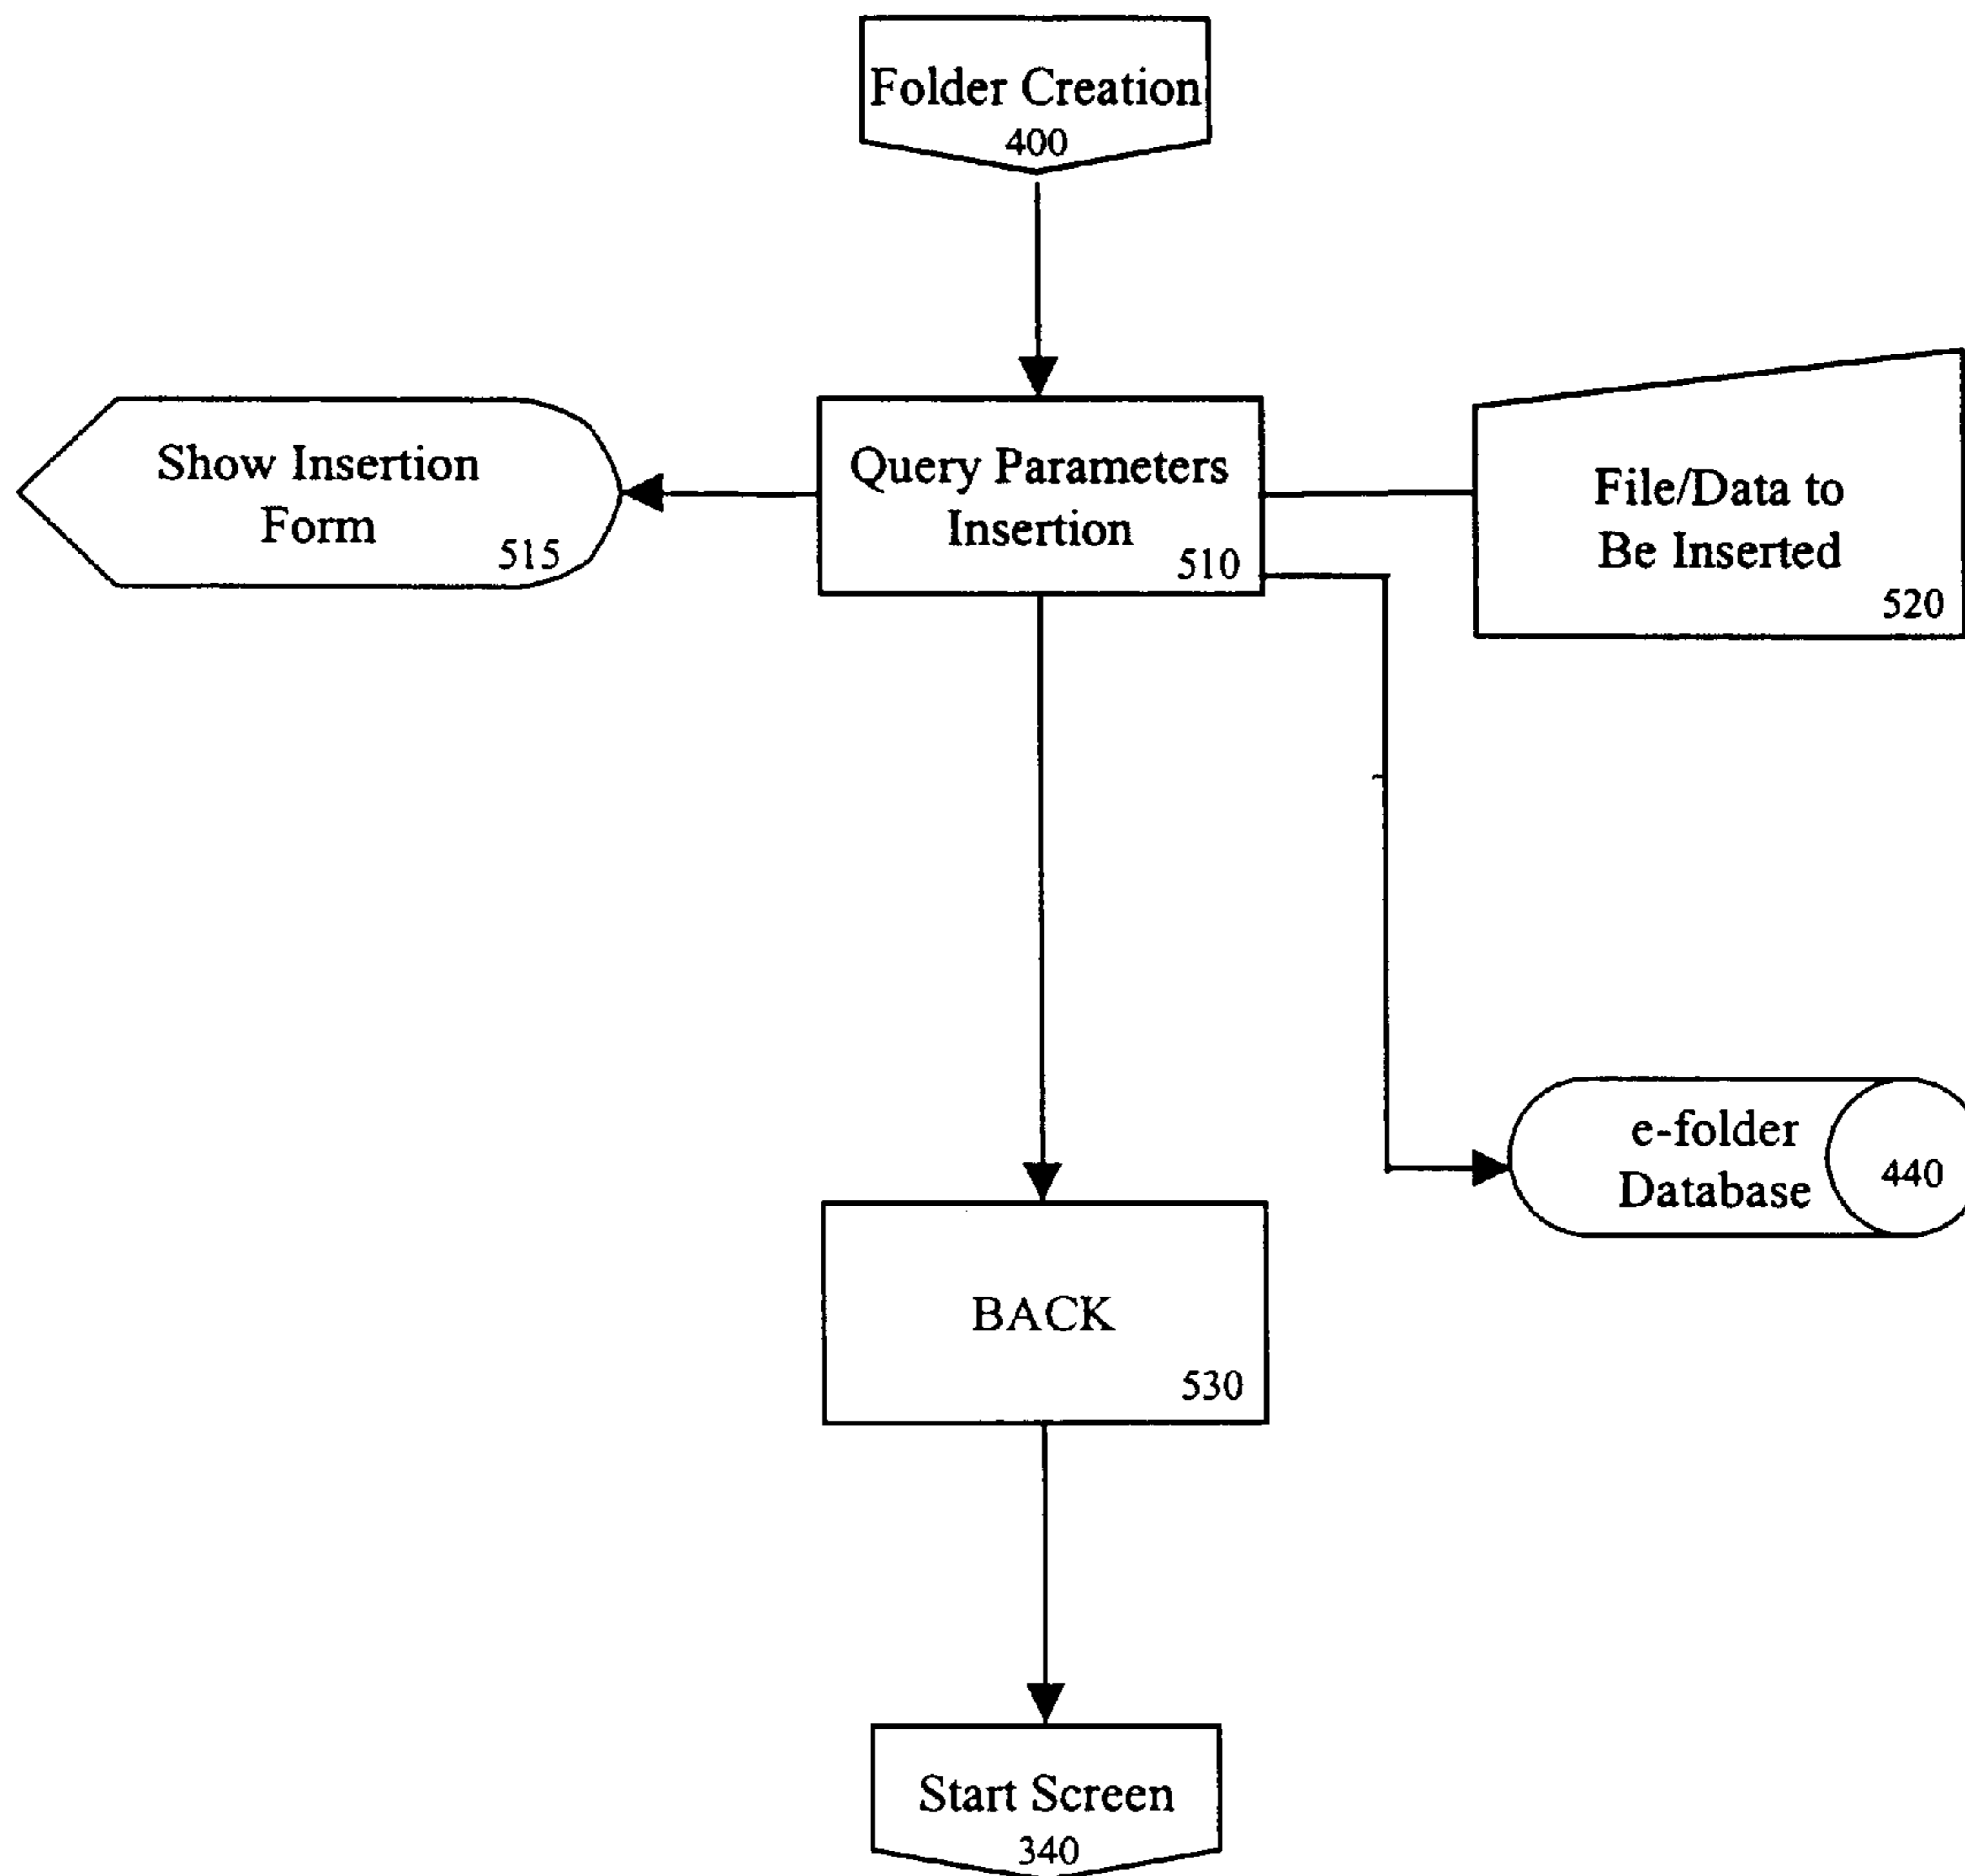 Folder Creation
400
Show Insertion
Form
515
Query Parameters
Insertion
510
File/Data to
Be Inserted
520
e-folder
Database
440
BACK
530
Start Screen
340